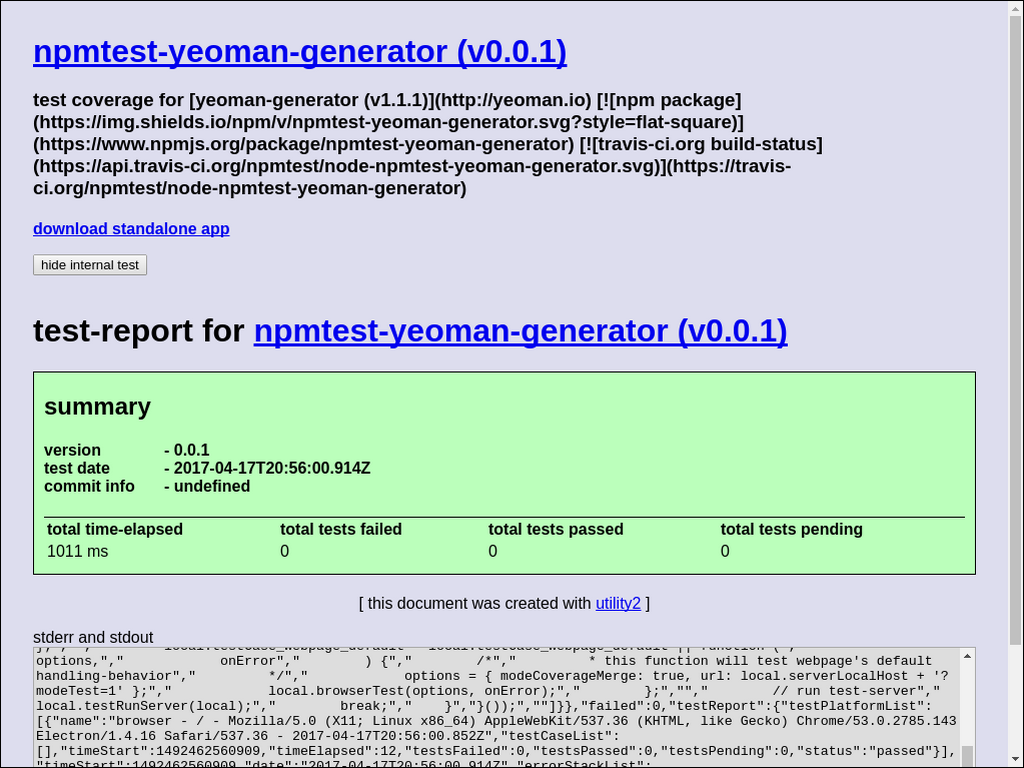 npmtest-yeoman-generator (v0.0.1)
test coverage for [yeoman-generator (v1.1.1)](http://yeoman.io) [![npm package]
(https://img.shields.io/npm/v/npmtest-yeoman-generator.svg?style=flat-square)]
(https://www.npmjs.org/package/npmtest-yeoman-generator) [![travis-ci.org build-status]
(https://api.travis-ci.org/npmtest/node-npmtest-yeoman-generator.svg)](https://travis-
ci.org/npmtest/node-npmtest-yeoman-generator)
download standalone app
hide internal test
test-report for npmtest-yeoman-generator (v0.0.1)
summary
version - 0.0.1
test date - 2017-04-17T20:56:00.914Z
commit info - undefined
total time-elapsed total tests failed total tests passed total tests pending
1011 ms 0 0 0
[ this document was created with utility2 ]
stderr and stdout
};","," local.testCase_webpage_default = local.testCase_webpage_default || function (","
options,"," onError"," ) {"," /*"," * this function will test webpage's default
handling-behavior"," */"," options = { modeCoverageMerge: true, url: local.serverLocalHost + '?
modeTest=1' };"," local.browserTest(options, onError);"," };",""," // run test-server","
local.testRunServer(local);"," break;"," }","}());",""]}},"failed":0,"testReport":{"testPlatformList":
[{"name":"browser - / - Mozilla/5.0 (X11; Linux x86_64) AppleWebKit/537.36 (KHTML, like Gecko) Chrome/53.0.2785.143
Electron/1.4.16 Safari/537.36 - 2017-04-17T20:56:00.852Z","testCaseList":
[],"timeStart":1492462560909,"timeElapsed":12,"testsFailed":0,"testsPassed":0,"testsPending":0,"status":"passed"}],
"timeStart":1492462560909,"date":"2017-04-17T20:56:00.914Z","errorStackList":